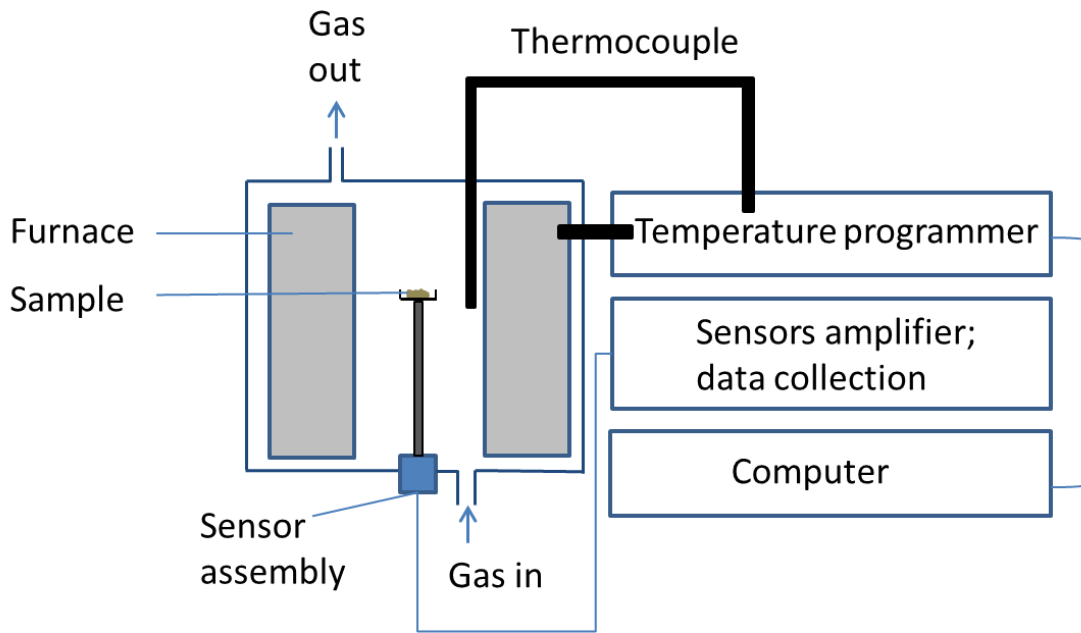 Gas
out
Thermocouple
Furnace
Temperature programmer
Sample
Sensors amplifier;
data collection
Computer
Sensor
assembly
Gas in